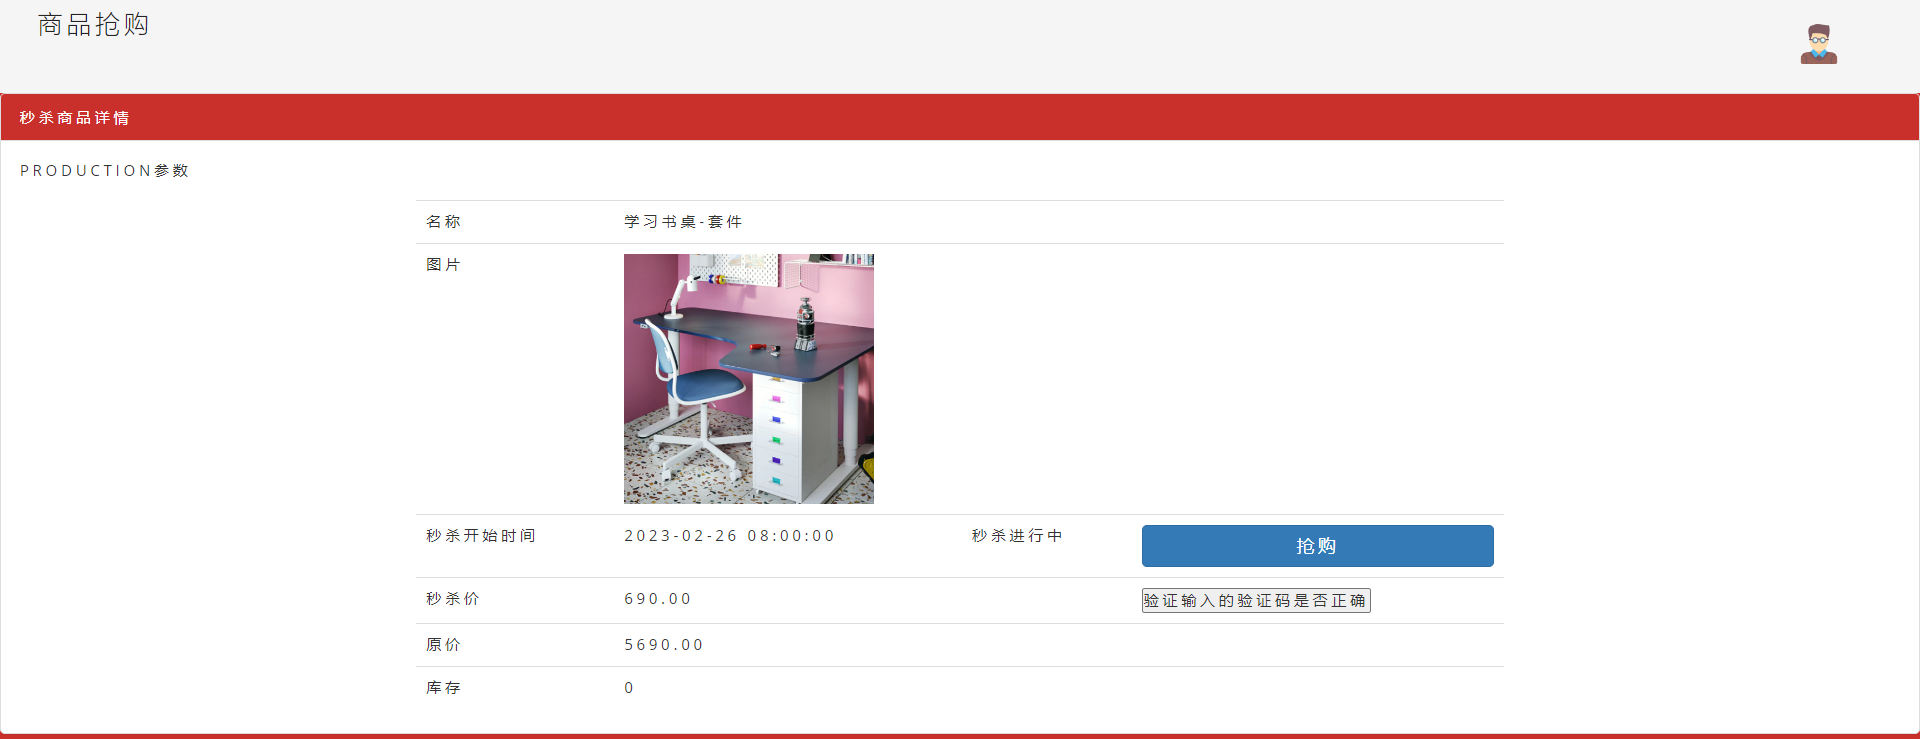 商品抢购
秒杀商品详情
PRODUCTION参数
名称 学习书桌-套件
图片
秒杀开始时间 2023-02-26 08:00:00 秒杀进行中 抢购
秒杀价 690.00 验证输入的验证码是否正确
原价 5690.00
库存 0